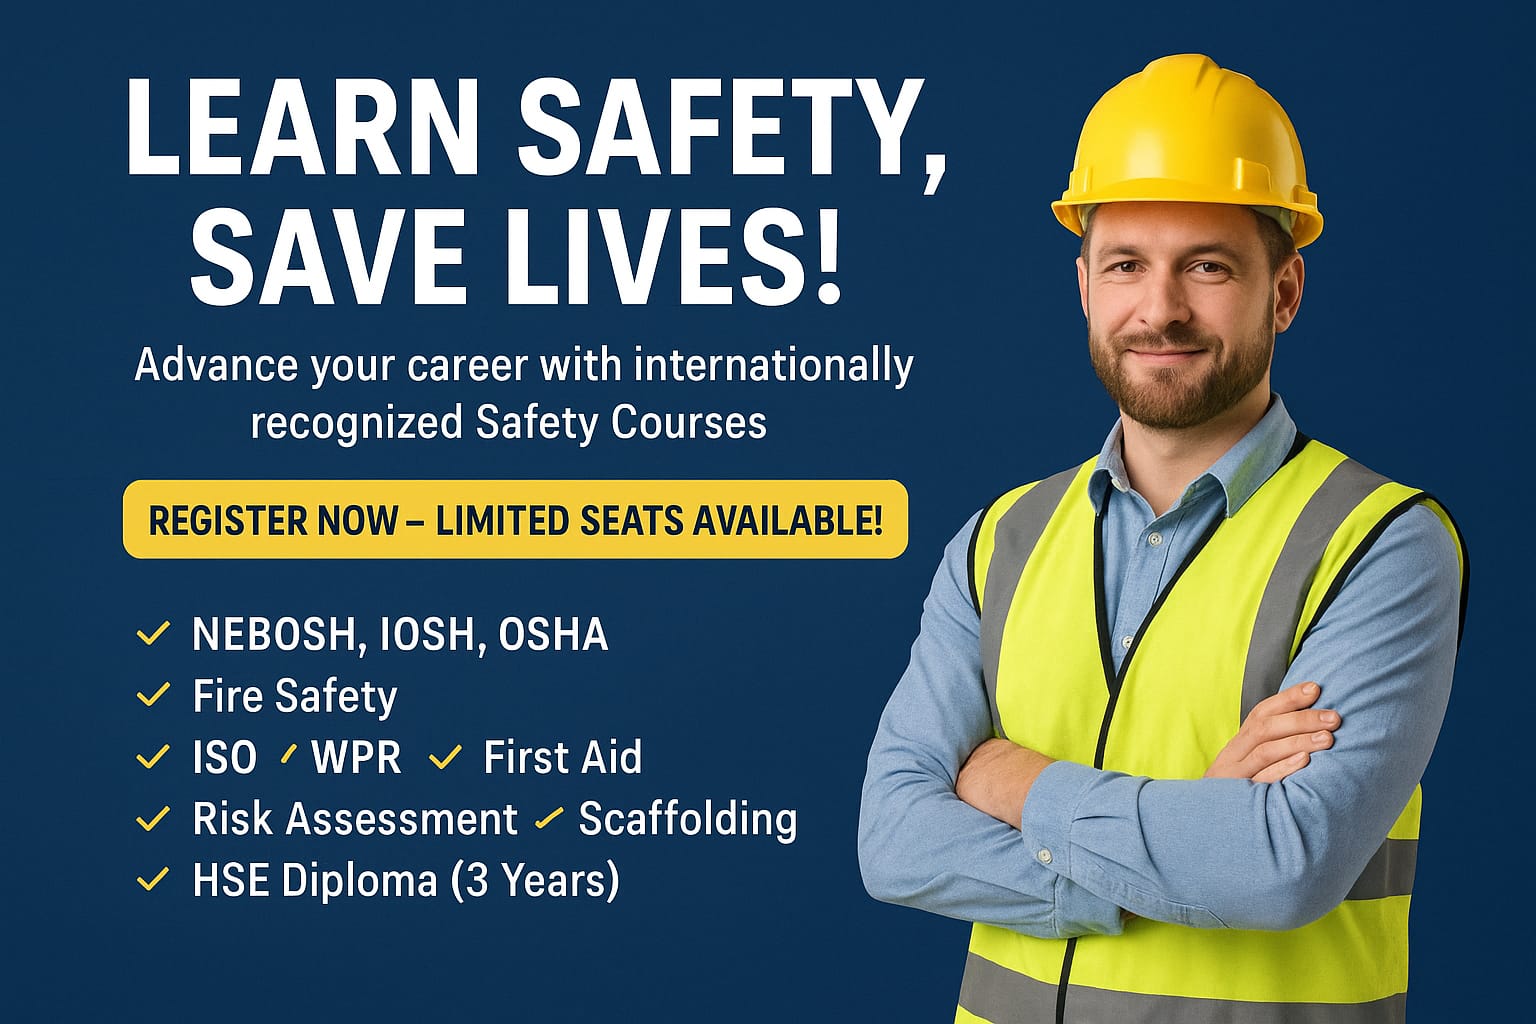 LEARN SAFETY,
SAVE LIVES!
Advance your career with internationally
recognized Safety Courses
REGISTER NOW – LIMITED SEATS AVAILABLE!
✓ NEBOSH, IOSH, OSHA
✓ Fire Safety
✓ ISO ✓ WPR ✓ First Aid
✓ Risk Assessment ✓ Scaffolding
✓ HSE Diploma (3 Years)